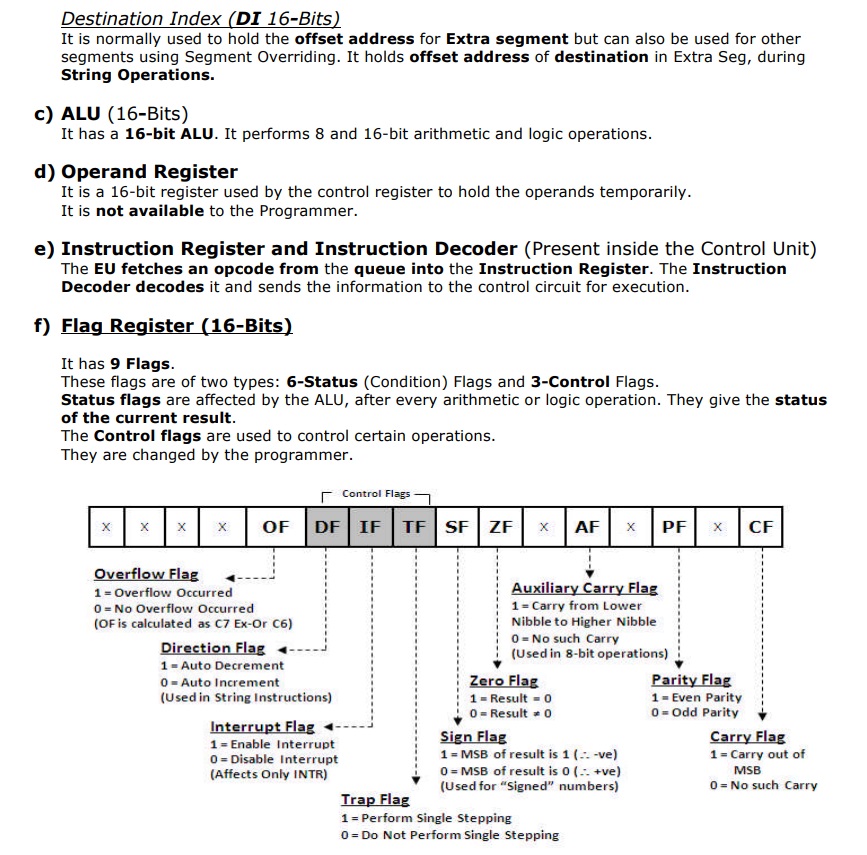 Destination Index (DI 16-Bits)
It is normally used to hold the offset address for Extra segment but can also be used for other
segments using Segment Overriding. It holds offset address of destination in Extra Seg, during
String Operations.
c) ALU (16-Bits)
It has a 16-bit ALU. It performs 8 and 16-bit arithmetic and logic operations.
d) Operand Register
It is a 16-bit register used by the control register to hold the operands temporarily.
It is not available to the Programmer.
e) Instruction Register and Instruction Decoder (Present inside the Control Unit)
The EU fetches an opcode from the queue into the Instruction Register. The Instruction
Decoder decodes it and sends the information to the control circuit for execution.
f) Flag Register (16-Bits)
It has 9 Flags.
These flags are of two types: 6-Status (Condition) Flags and 3-Control Flags.
Status flags are affected by the ALU, after every arithmetic or logic operation. They give the status
of the current result.
The Control flags are used to control certain operations.
They are changed by the programmer.
Control Flags
X X X X OF DF IF TF SF ZF X AF X PF X CF
Overflow Flag
1 = Overflow Occurred
0 = No Overflow Occurred
(OF is calculated as C7 Ex-Or C6)
Direction Flag
1 = Auto Decrement
0 = Auto Increment
(Used in String Instructions)
Interrupt Flag
1 = Enable Interrupt
0 = Disable Interrupt
(Affects Only INTR)
Trap Flag
1 = Perform Single Stepping
0 = Do Not Perform Single Stepping
Sign Flag
1 = MSB of result is 1 (∴ -ve)
0 = MSB of result is 0 (∴ +ve)
(Used for “Signed” numbers)
Zero Flag
1 = Result = 0
0 = Result ≠ 0
Auxiliary Carry Flag
1 = Carry from Lower
Nibble to Higher Nibble
0 = No such Carry
(Used in 8-bit operations)
Parity Flag
1 = Even Parity
0 = Odd Parity
Carry Flag
1 = Carry out of
MSB
0 = No such Carry